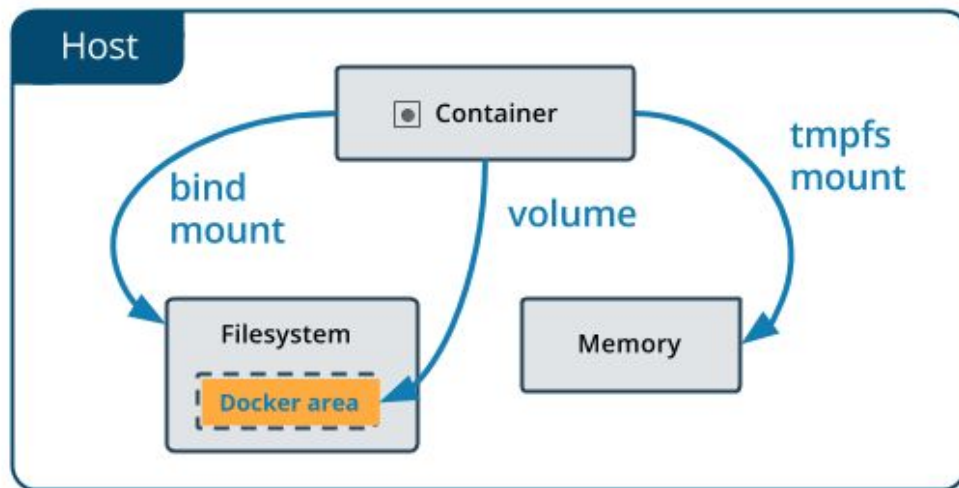 Host
Container
bind
mount
volume
tmpfs
mount
Filesystem
Docker area
Memory